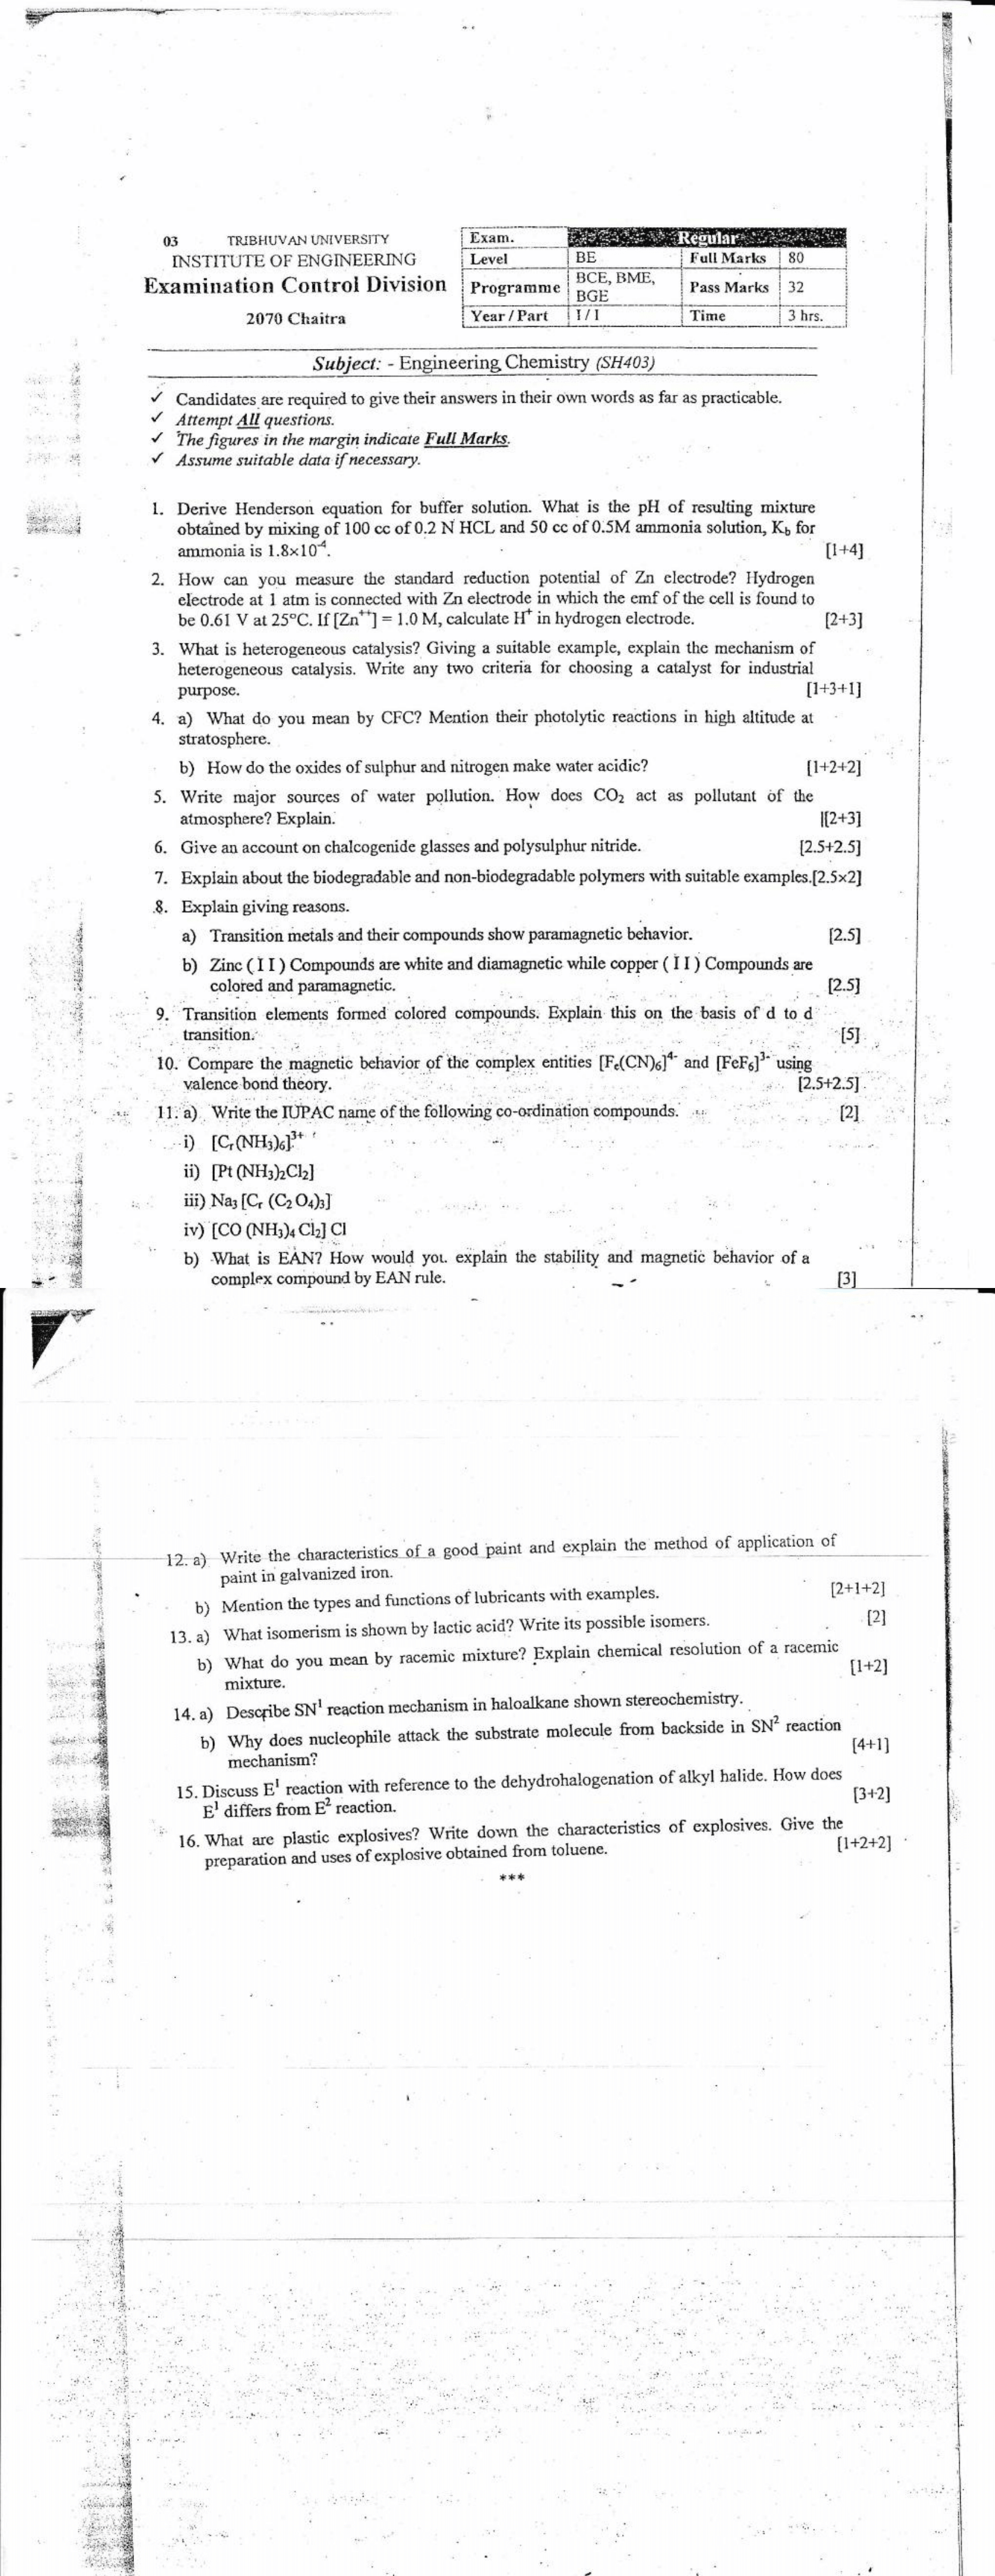 03 TRIBHUVAN UNIVERSITY
INSTITUTE OF ENGINEERING
Examination Control Division
2070 Chaitra
Exam. Regular
Level BE Full Marks 80
Programme BCE, BME, BGE Pass Marks 32
Year / Part I / I Time 3 hrs.
Subject: - Engineering Chemistry (SH403)
✓ Candidates are required to give their answers in their own words as far as practicable.
✓ Attempt All questions.
✓ The figures in the margin indicate Full Marks.
✓ Assume suitable data if necessary.
1. Derive Henderson equation for buffer solution. What is the pH of resulting mixture
obtained by mixing of 100 cc of 0.2 N HCL and 50 cc of 0.5M ammonia solution, Kb for
ammonia is 1.8×10⁻⁴. [1+4]
2. How can you measure the standard reduction potential of Zn electrode? Hydrogen
electrode at 1 atm is connected with Zn electrode in which the emf of the cell is found to
be 0.61 V at 25°C. If [Zn⁺⁺] = 1.0 M, calculate H⁺ in hydrogen electrode. [2+3]
3. What is heterogeneous catalysis? Giving a suitable example, explain the mechanism of
heterogeneous catalysis. Write any two criteria for choosing a catalyst for industrial
purpose. [1+3+1]
4. a) What do you mean by CFC? Mention their photolytic reactions in high altitude at
stratosphere.
b) How do the oxides of sulphur and nitrogen make water acidic? [1+2+2]
5. Write major sources of water pollution. How does CO₂ act as pollutant of the
atmosphere? Explain. [2+3]
6. Give an account on chalcogenide glasses and polysulphur nitride. [2.5+2.5]
7. Explain about the biodegradable and non-biodegradable polymers with suitable examples.[2.5×2]
8. Explain giving reasons.
a) Transition metals and their compounds show paramagnetic behavior. [2.5]
b) Zinc ( I I ) Compounds are white and diamagnetic while copper ( I I ) Compounds are
colored and paramagnetic. [2.5]
9. Transition elements formed colored compounds. Explain this on the basis of d to d
transition. [5]
10. Compare the magnetic behavior of the complex entities [Fe(CN)₆]⁴⁻ and [FeF₆]³⁻ using
valence bond theory. [2.5+2.5]
11. a) Write the IUPAC name of the following co-ordination compounds. [2]
i) [Cr(NH₃)₆]³⁺
ii) [Pt (NH₃)₂Cl₂]
iii) Na₃ [Cr (C₂ O₄)₃]
iv) [CO (NH₃)₄ Cl₂] Cl
b) What is EAN? How would you explain the stability and magnetic behavior of a
complex compound by EAN rule. [3]
12. a) Write the characteristics of a good paint and explain the method of application of
paint in galvanized iron.
b) Mention the types and functions of lubricants with examples. [2+1+2]
13. a) What isomerism is shown by lactic acid? Write its possible isomers. [2]
b) What do you mean by racemic mixture? Explain chemical resolution of a racemic
mixture. [1+2]
14. a) Describe SN¹ reaction mechanism in haloalkane shown stereochemistry.
b) Why does nucleophile attack the substrate molecule from backside in SN² reaction
mechanism? [4+1]
15. Discuss E¹ reaction with reference to the dehydrohalogenation of alkyl halide. How does
E¹ differs from E² reaction. [3+2]
16. What are plastic explosives? Write down the characteristics of explosives. Give the
preparation and uses of explosive obtained from toluene. [1+2+2]
***